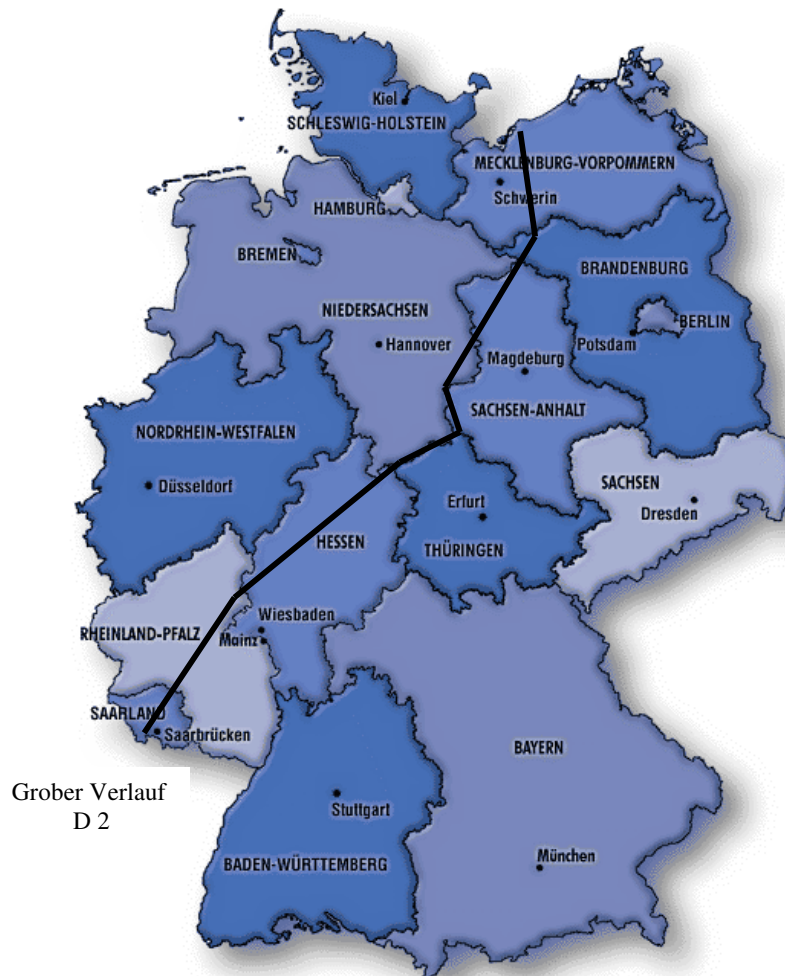 Kiel
SCHLESWIG-HOLSTEIN
MECKLENBURG-VORPOMMERN
Schwerin
HAMBURG
BREMEN
BRANDENBURG
NIEDERSACHSEN
BERLIN
Hannover
Potsdam
Magdeburg
SACHSEN-ANHALT
NORDRHEIN-WESTFALEN
Düsseldorf
SACHSEN
Erfurt
Dresden
HESSEN
THÜRINGEN
Wiesbaden
RHEINLAND-PFALZ
Mainz
SAARLAND
Saarbrücken
BAYERN
Grober Verlauf
D 2
Stuttgart
BADEN-WÜRTTEMBERG
München